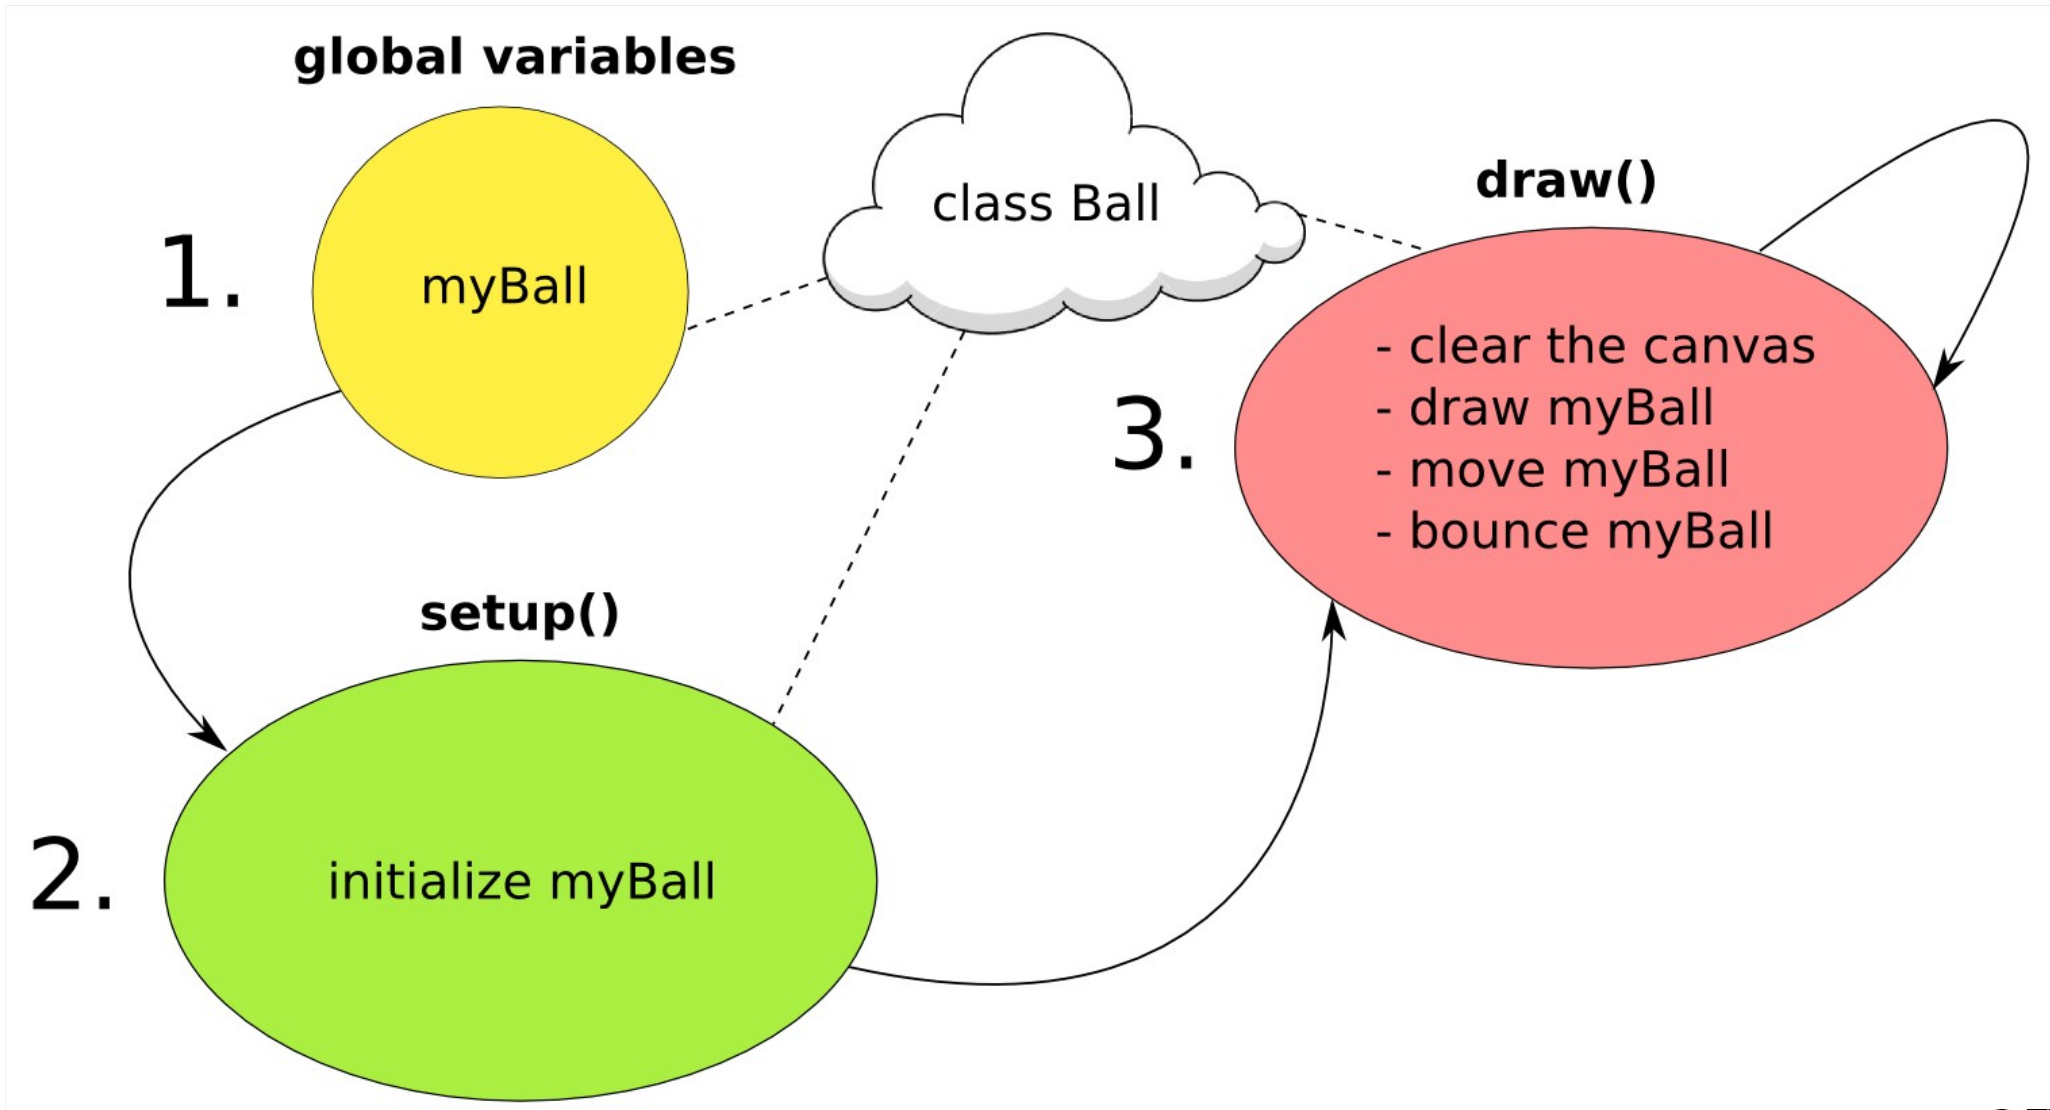 global variables
1.
myBall
class Ball
draw()
3.
- clear the canvas
- draw myBall
- move myBall
- bounce myBall
setup()
2.
initialize myBall